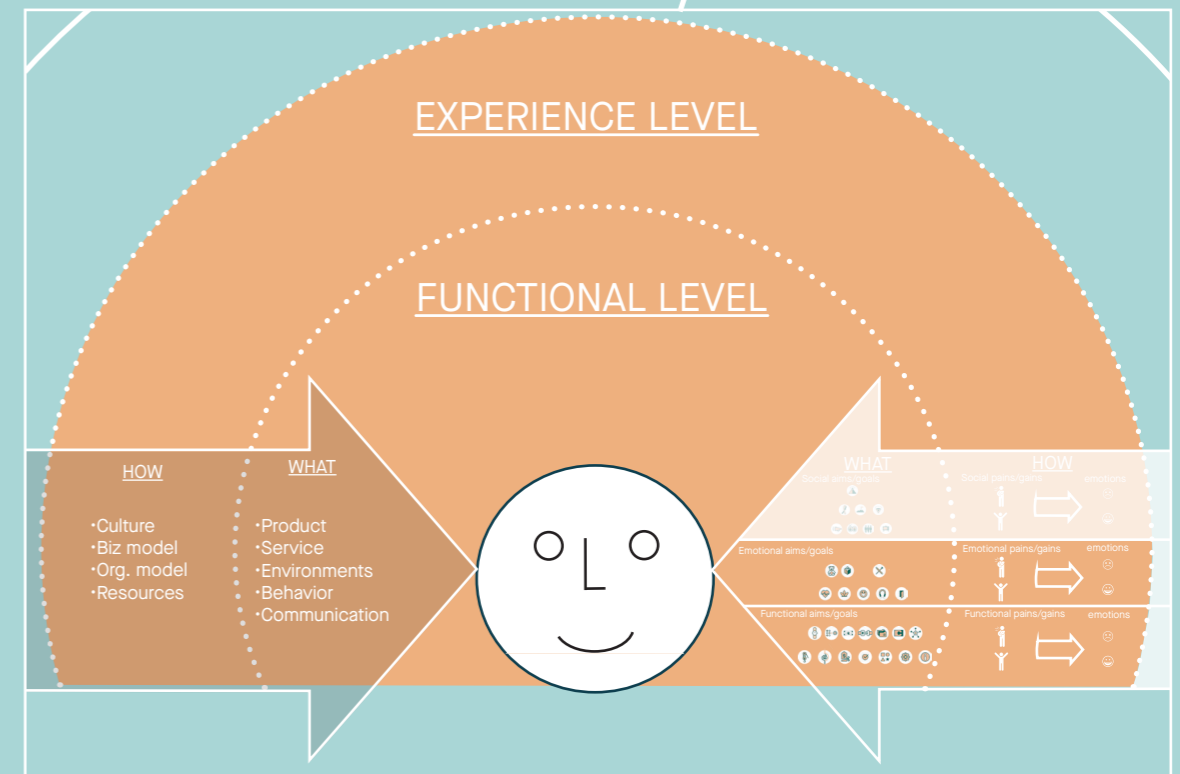 EXPERIENCE LEVEL
FUNCTIONAL LEVEL
HOW
•Culture
•Biz model
•Org. model
•Resources
WHAT
•Product
•Service
•Environments
•Behavior
•Communication
WHAT
Social aims/goals
HOW
Social pains/gains
emotions
Emotional aims/goals
Emotional pains/gains
emotions
Functional aims/goals
Functional pains/gains
emotions